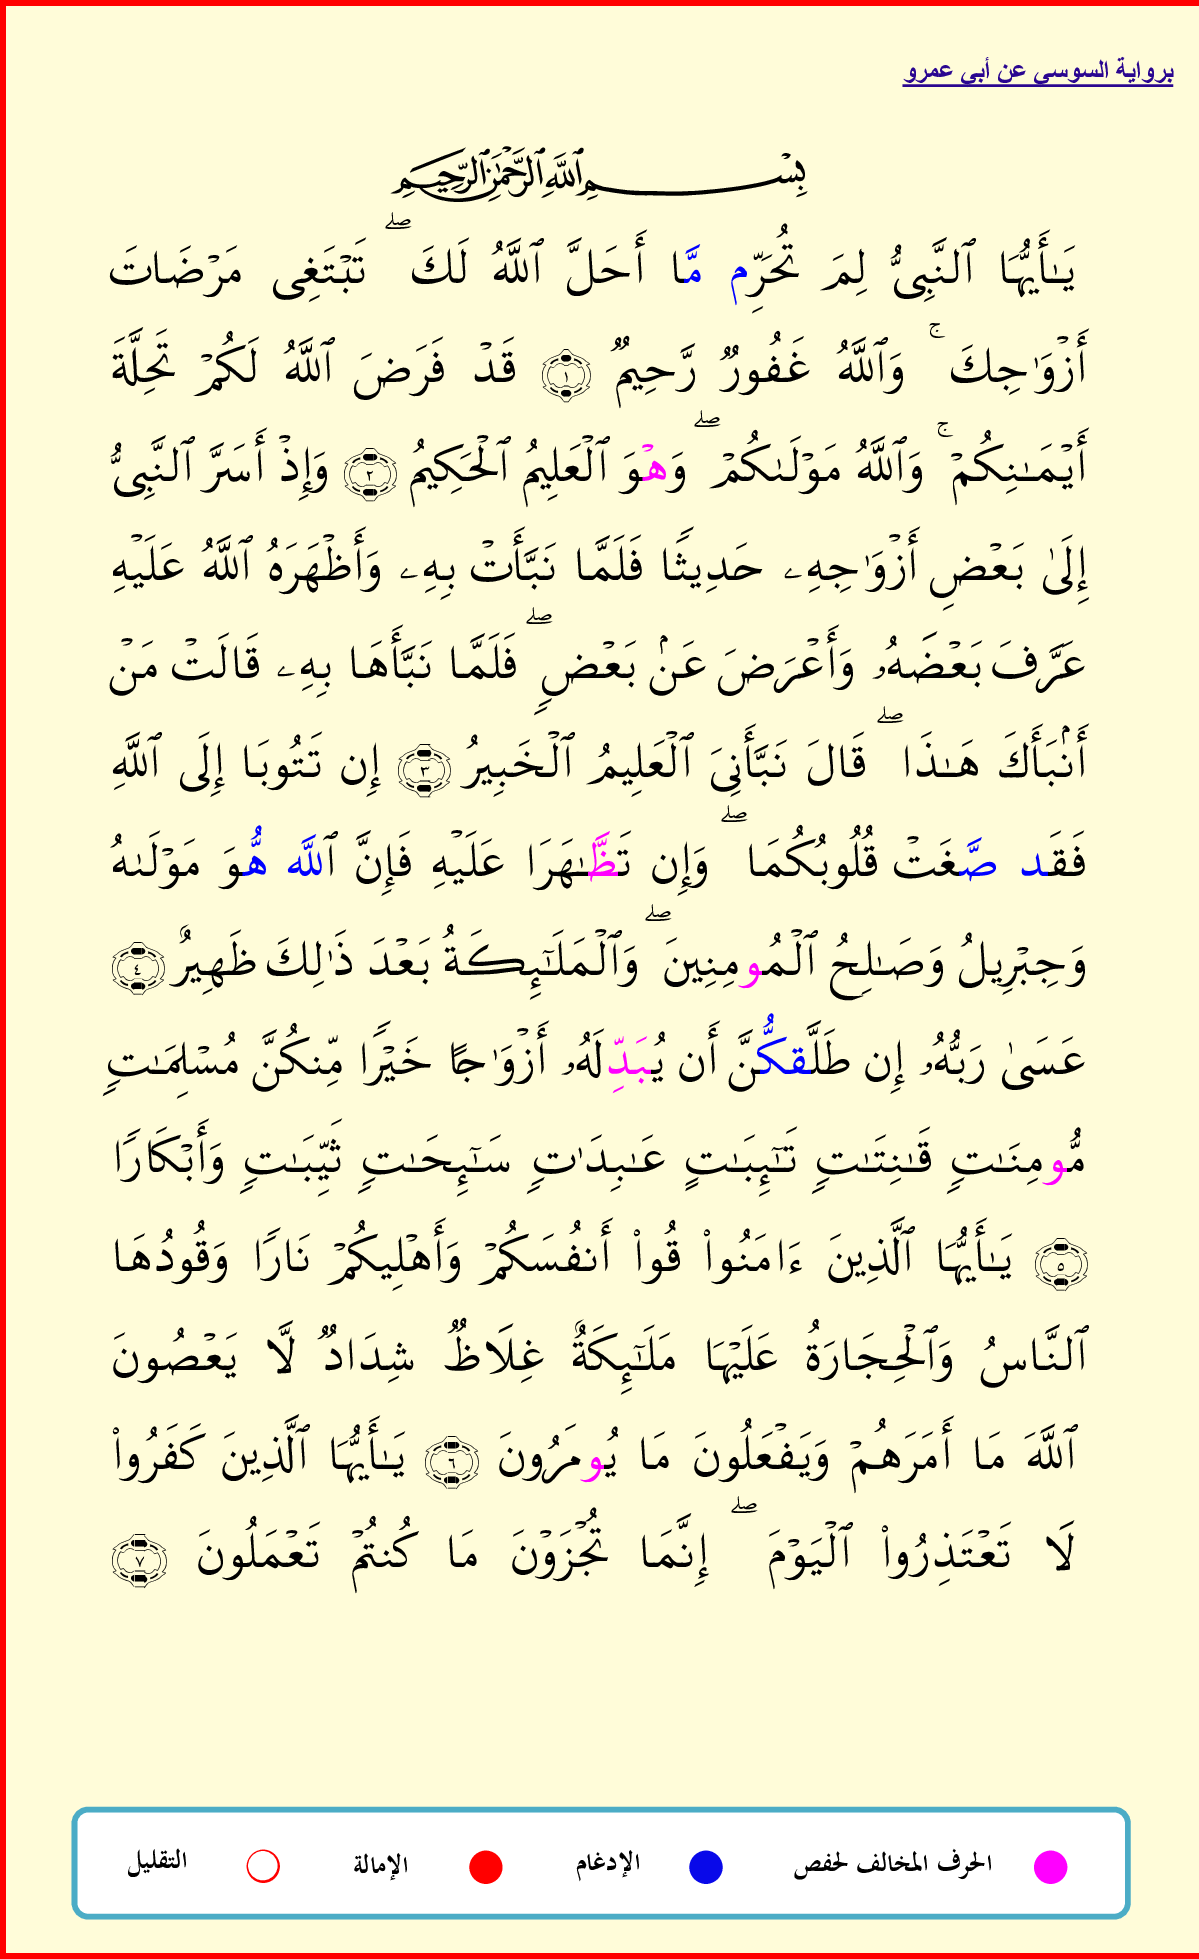 برواية السوسي عن أبي عمرو
بِسْمِ ٱللَّهِ ٱلرَّحْمَٰنِ ٱلرَّحِيمِ
يَـٰٓأَيُّهَا ٱلنَّبِىُّ لِمَ تُحَرِّم مَّا أَحَلَّ ٱللَّهُ لَكَ ۖ تَبْتَغِى مَرْضَاتَ
أَزْوَٰجِكَ ۚ وَٱللَّهُ غَفُورٌ رَّحِيمٌ ١ قَدْ فَرَضَ ٱللَّهُ لَكُمْ تَحِلَّةَ
أَيْمَـٰنِكُمْ ۚ وَٱللَّهُ مَوْلَىٰكُمْ ۖ وَهْوَ ٱلْعَلِيمُ ٱلْحَكِيمُ ٢ وَإِذْ أَسَرَّ ٱلنَّبِىُّ
إِلَىٰ بَعْضِ أَزْوَٰجِهِۦ حَدِيثًا فَلَمَّا نَبَّأَتْ بِهِۦ وَأَظْهَرَهُ ٱللَّهُ عَلَيْهِ
عَرَّفَ بَعْضَهُۥ وَأَعْرَضَ عَنۢ بَعْضٍ ۖ فَلَمَّا نَبَّأَهَا بِهِۦ قَالَتْ مَنْ
أَنۢبَأَكَ هَـٰذَا ۖ قَالَ نَبَّأَنِىَ ٱلْعَلِيمُ ٱلْخَبِيرُ ٣ إِن تَتُوبَا إِلَى ٱللَّهِ
فَقَد صَّغَتْ قُلُوبُكُمَا ۖ وَإِن تَظَّـٰهَرَا عَلَيْهِ فَإِنَّ ٱللَّه هُّوَ مَوْلَىٰهُ
وَجِبْرِيلُ وَصَـٰلِحُ ٱلْمُومِنِينَ ۖ وَٱلْمَلَـٰٓئِكَةُ بَعْدَ ذَٰلِكَ ظَهِيرٌ ٤
عَسَىٰ رَبُّهُۥ إِن طَلَّقكُّنَّ أَن يُبَدِّلَهُۥ أَزْوَٰجًا خَيْرًا مِّنكُنَّ مُسْلِمَـٰتٍ
مُّومِنَـٰتٍ قَـٰنِتَـٰتٍ تَـٰٓئِبَـٰتٍ عَـٰبِدَٰتٍ سَـٰٓئِحَـٰتٍ ثَيِّبَـٰتٍ وَأَبْكَارًا
٥ يَـٰٓأَيُّهَا ٱلَّذِينَ ءَامَنُوا۟ قُوا۟ أَنفُسَكُمْ وَأَهْلِيكُمْ نَارًا وَقُودُهَا
ٱلنَّاسُ وَٱلْحِجَارَةُ عَلَيْهَا مَلَـٰٓئِكَةٌ غِلَاظٌ شِدَادٌ لَّا يَعْصُونَ
ٱللَّهَ مَا أَمَرَهُمْ وَيَفْعَلُونَ مَا يُومَرُونَ ٦ يَـٰٓأَيُّهَا ٱلَّذِينَ كَفَرُوا۟
لَا تَعْتَذِرُوا۟ ٱلْيَوْمَ ۖ إِنَّمَا تُجْزَوْنَ مَا كُنتُمْ تَعْمَلُونَ ٧
الحرف المخالف لحفص الإدغام الإمالة التقليل